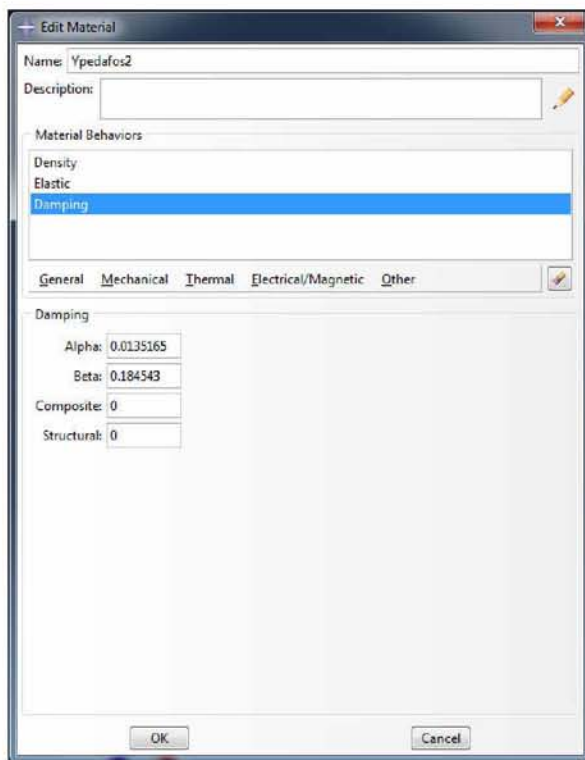 Edit Material
Name: Ypedafos2
Description:
Material Behaviors
Density
Elastic
Damping
General Mechanical Thermal Electrical/Magnetic Other
Damping
Alpha: 0.0135165
Beta: 0.184543
Composite: 0
Structural: 0
OK Cancel